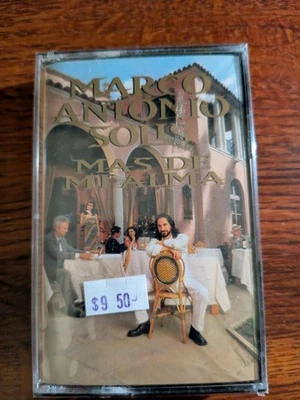 MARCO
ANTONIO
SOLIS
MAS DE
MI ALMA
$9 50